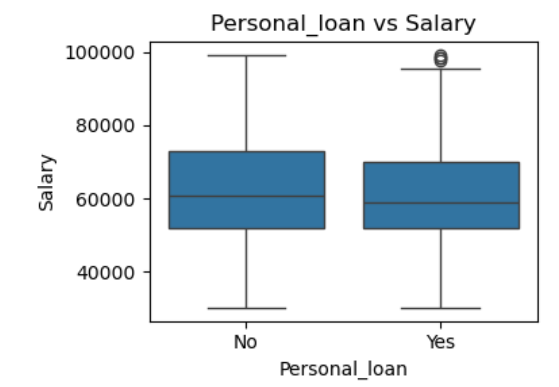 Personal_loan vs Salary
100000
80000
60000
40000
Salary
No
Yes
Personal_loan